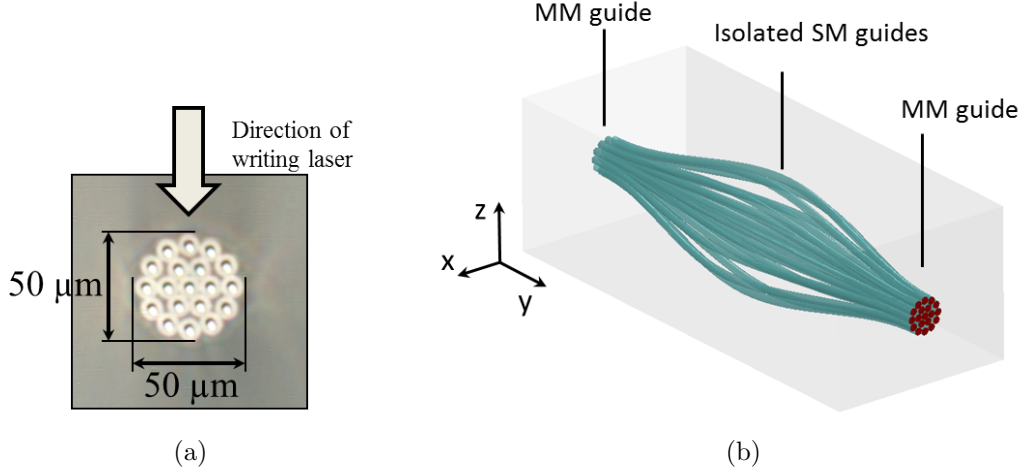 Direction of
writing laser
50 μm
50 μm
(a)
MM guide
Isolated SM guides
MM guide
z
x
y
(b)